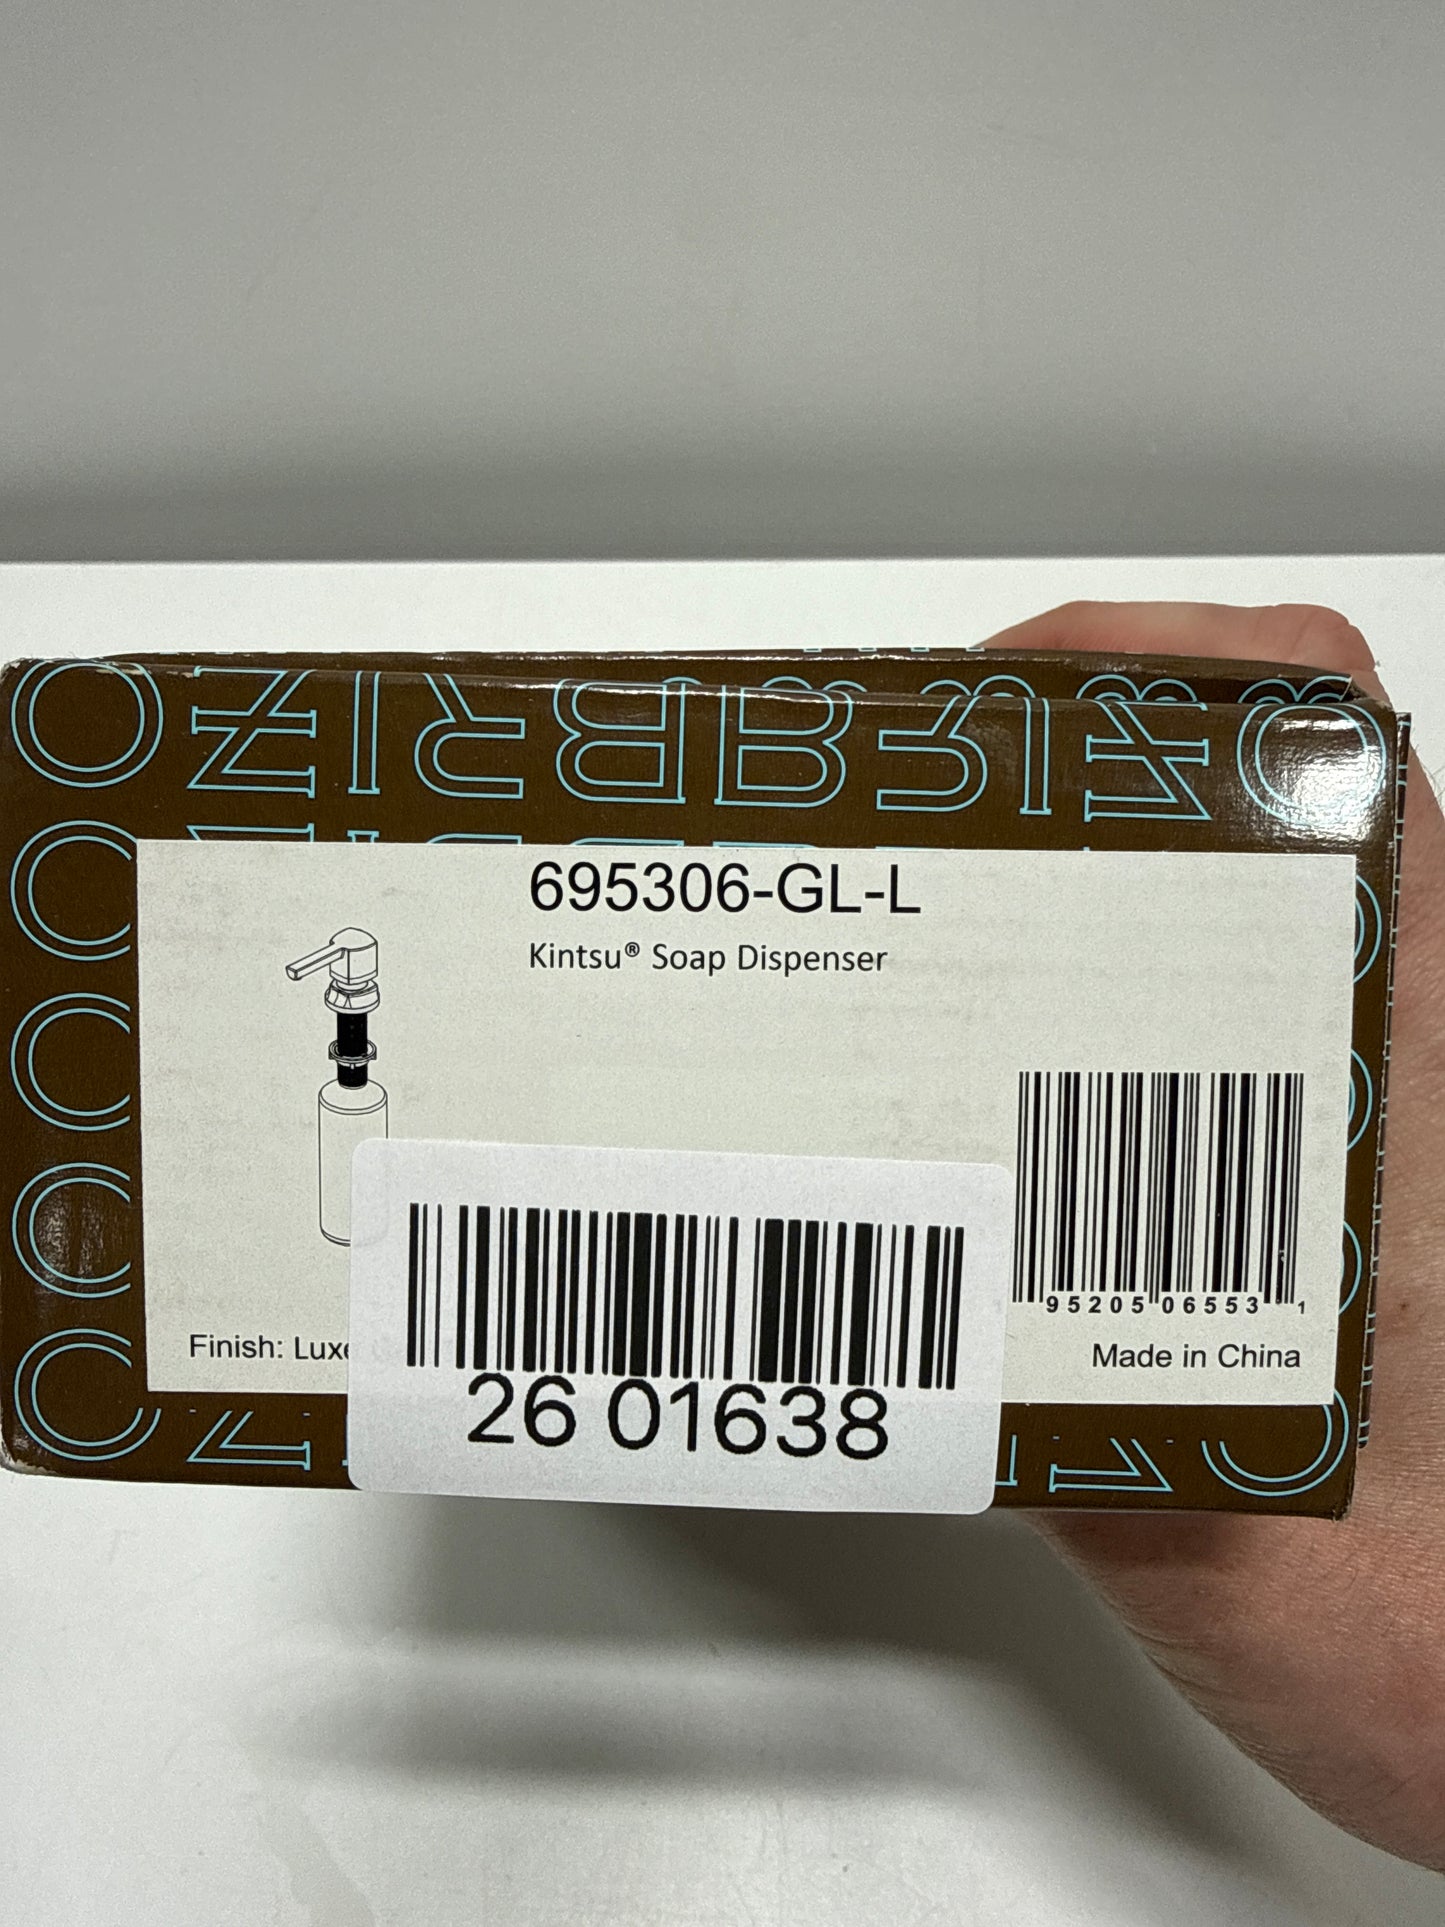 695306-GL-L
Kintsu® Soap Dispenser
95205 06553 1
Finish: Luxe
Made in China
26 01638